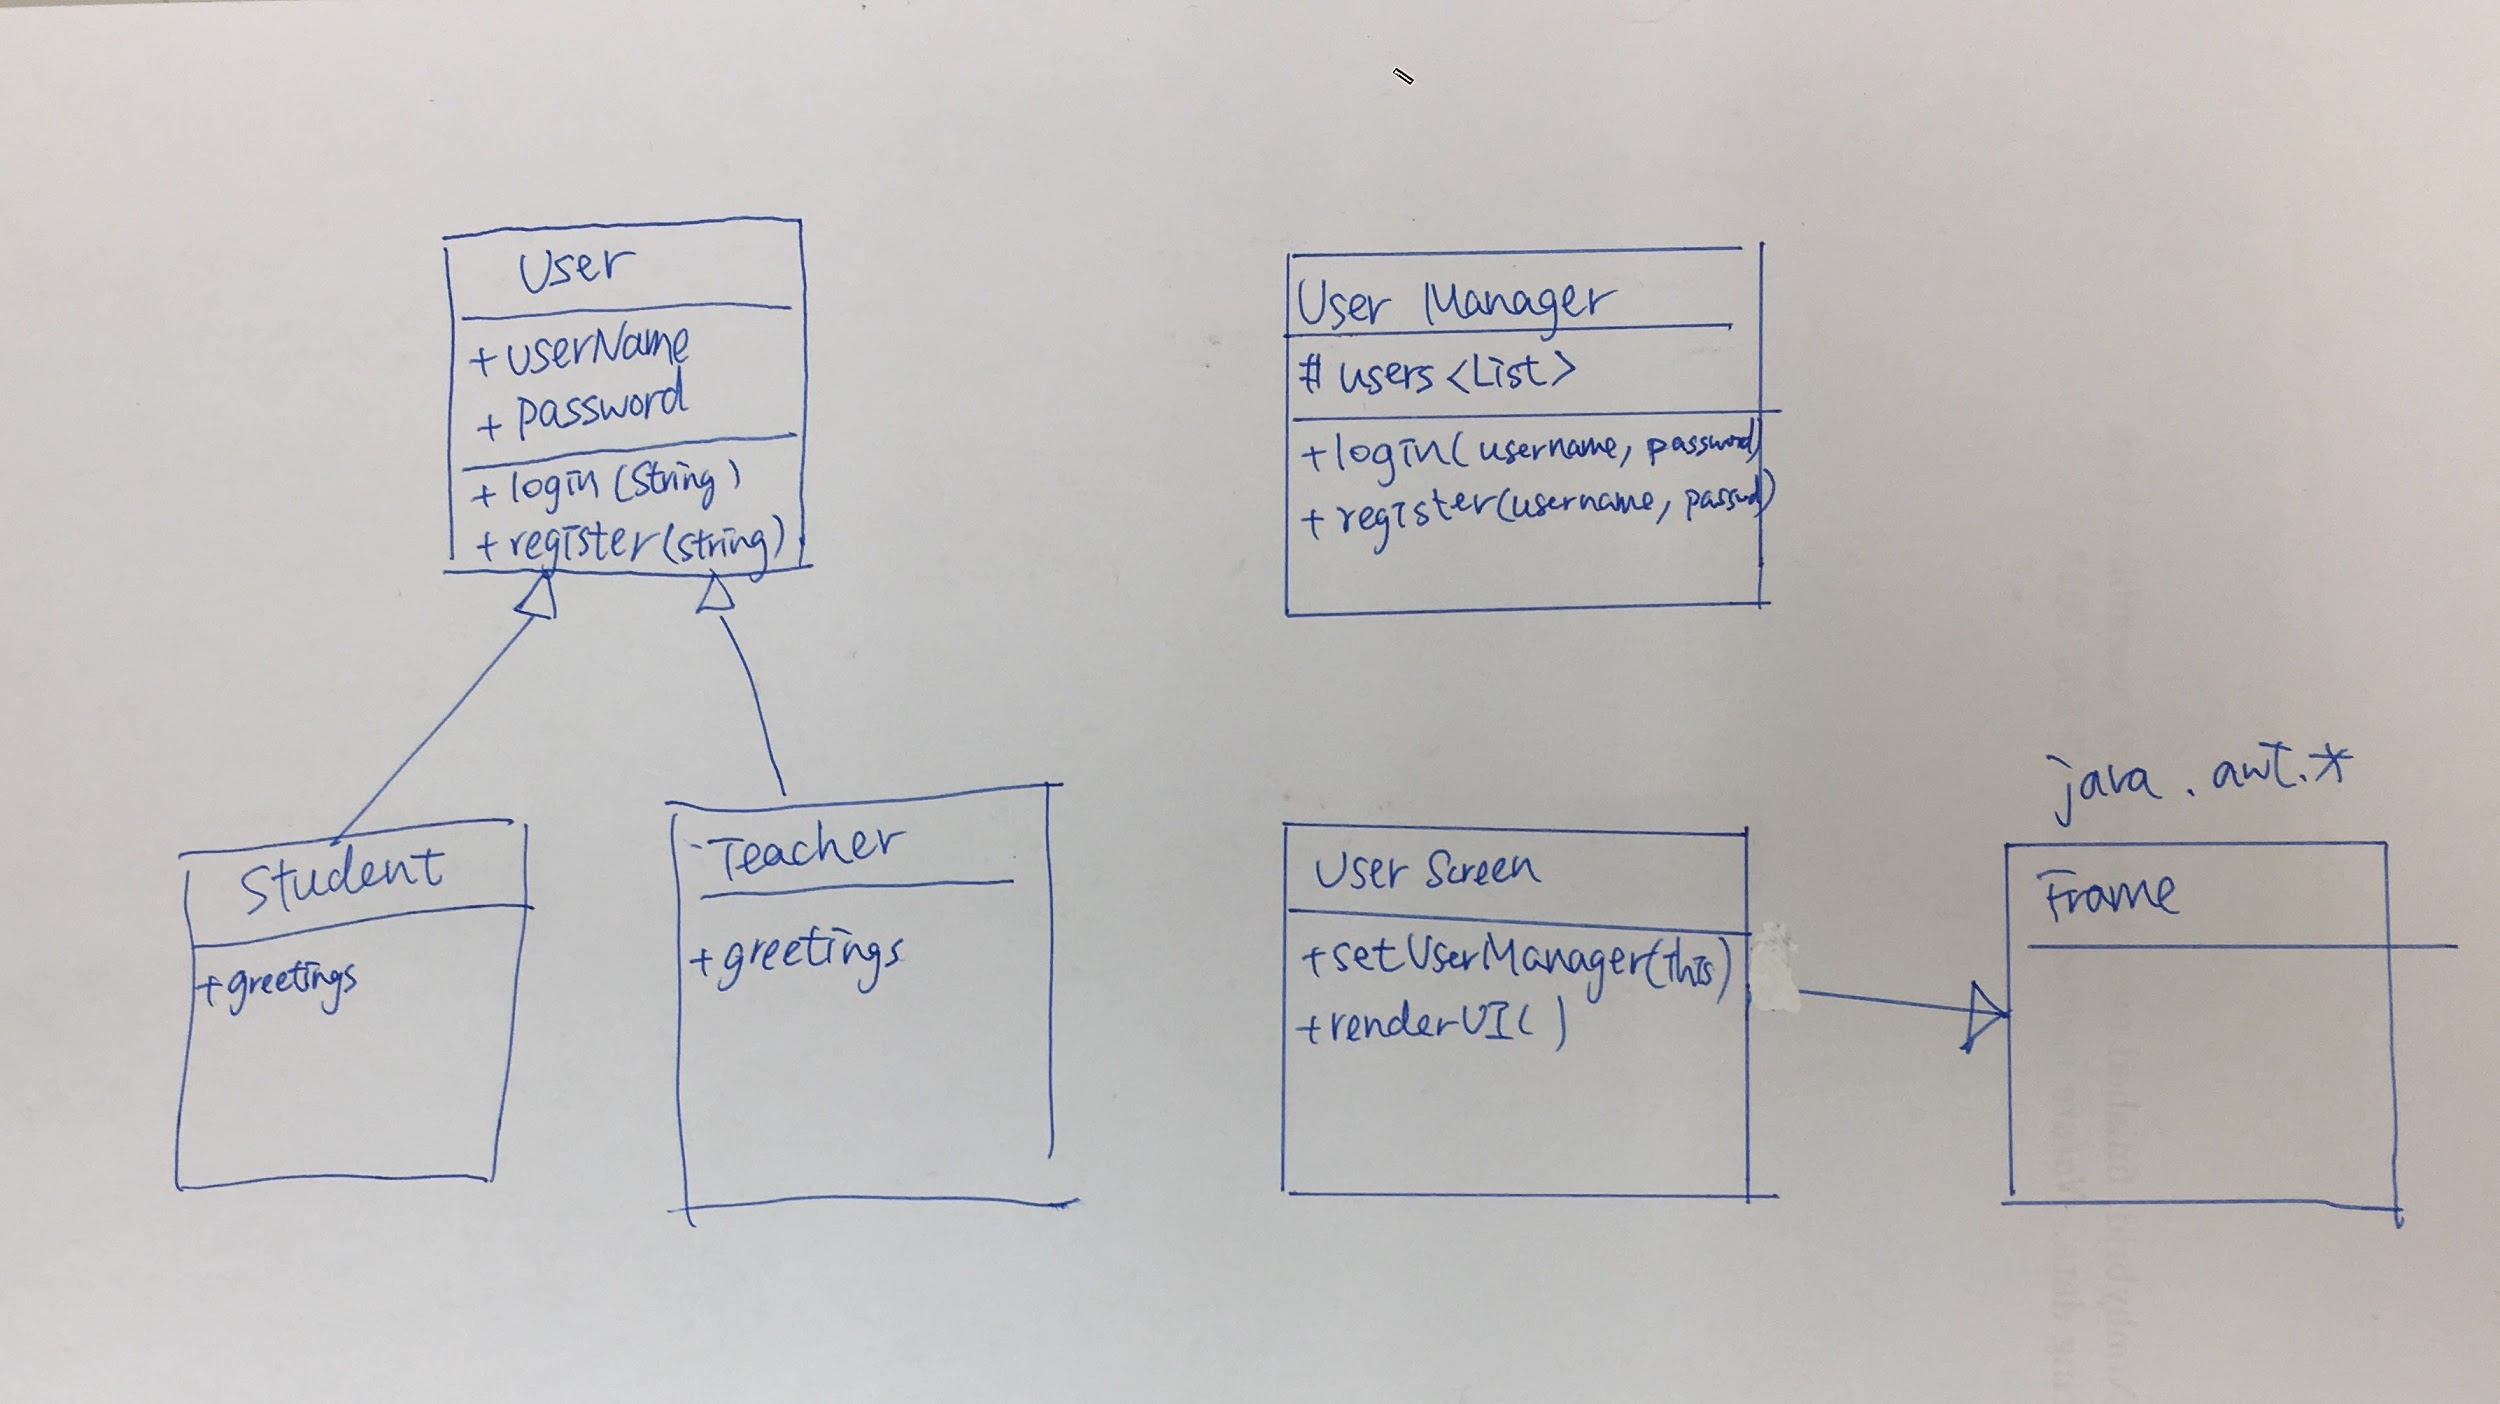 User
+ userName
+ password
+ login (String)
+ register (string)
User Manager
# users <List>
+ login( username, password)
+ register(username, passwd)
Student
+ greetings
Teacher
+ greetings
User Screen
+ setUserManager(this)
+ renderUI( )
java . awt.*
Frame